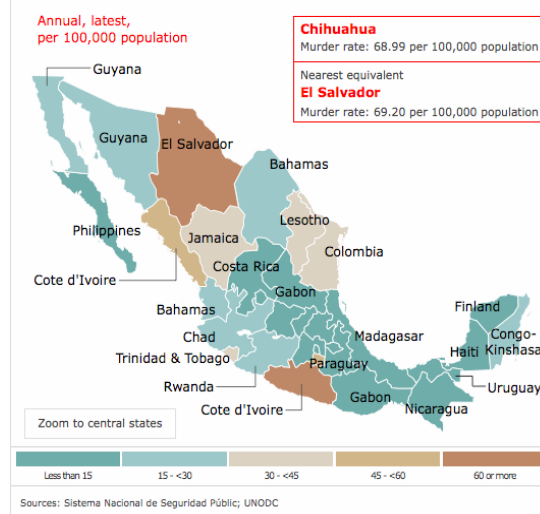 Annual, latest,
per 100,000 population
Chihuahua
Murder rate: 68.99 per 100,000 population
Nearest equivalent
El Salvador
Murder rate: 69.20 per 100,000 population
Guyana
Guyana
El Salvador
Bahamas
Philippines
Jamaica
Lesotho
Colombia
Cote d'Ivoire
Costa Rica
Gabon
Bahamas
Finland
Chad
Madagascar
Congo-
Kinshasa
Haiti
Trinidad & Tobago
Paraguay
Rwanda
Uruguay
Cote d'Ivoire
Gabon
Nicaragua
Zoom to central states
Less than 15
15 - <30
30 - <45
45 - <60
60 or more
Sources: Sistema Nacional de Seguridad Públic; UNODC